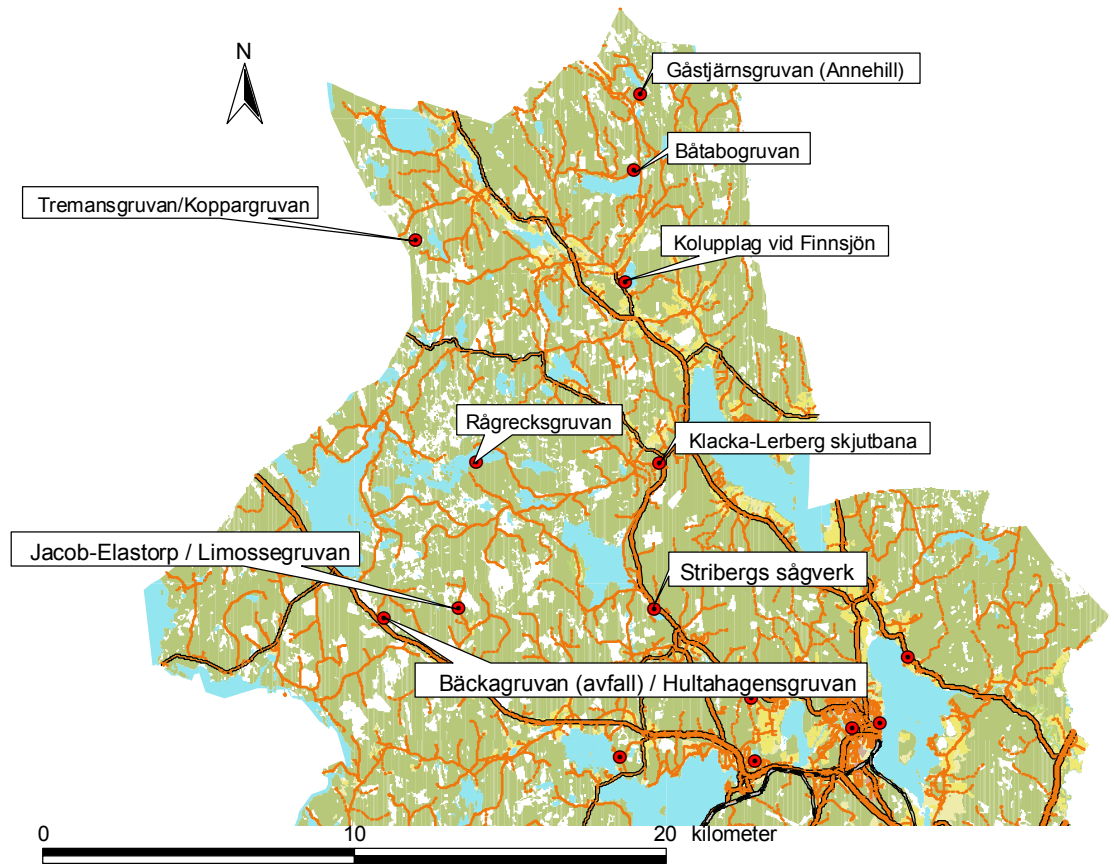 N
Gåstjärnsgruvan (Annehill)
Båtabogruvan
Tremansgruvan/Koppargruvan
Kolupplag vid Finnsjön
Rågrecksgruvan
Klacka-Lerberg skjutbana
Jacob-Elastorp / Limossegruvan
Stribergs sågverk
Bäckagruvan (avfall) / Hultahagensgruvan
0 10 20 kilometer